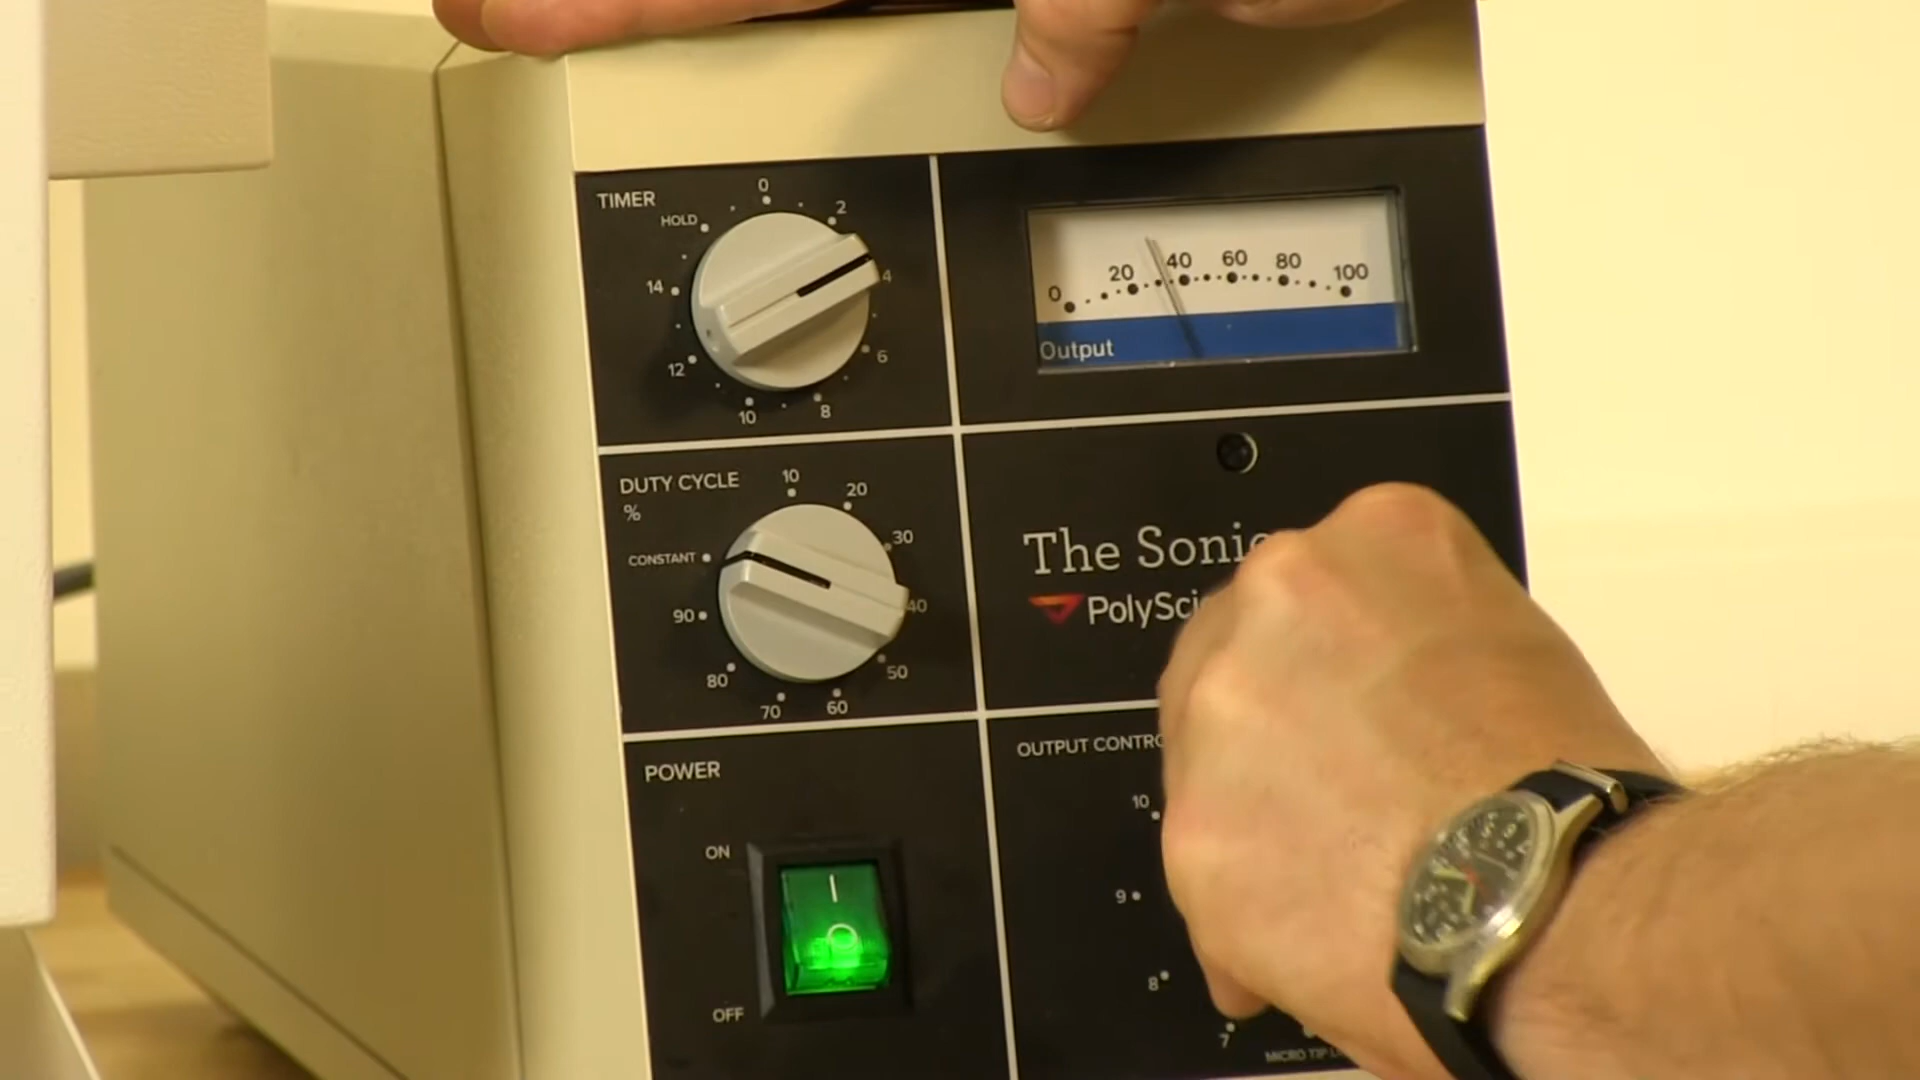 TIMER
0
2
4
6
8
10
12
14
HOLD
0 20 40 60 80 100
Output
DUTY CYCLE
%
10
20
30
40
50
60
70
80
90
CONSTANT
The Sonic
PolySci
POWER
ON
OFF
OUTPUT CONTRO
10
9
8
7
MICRO TIP